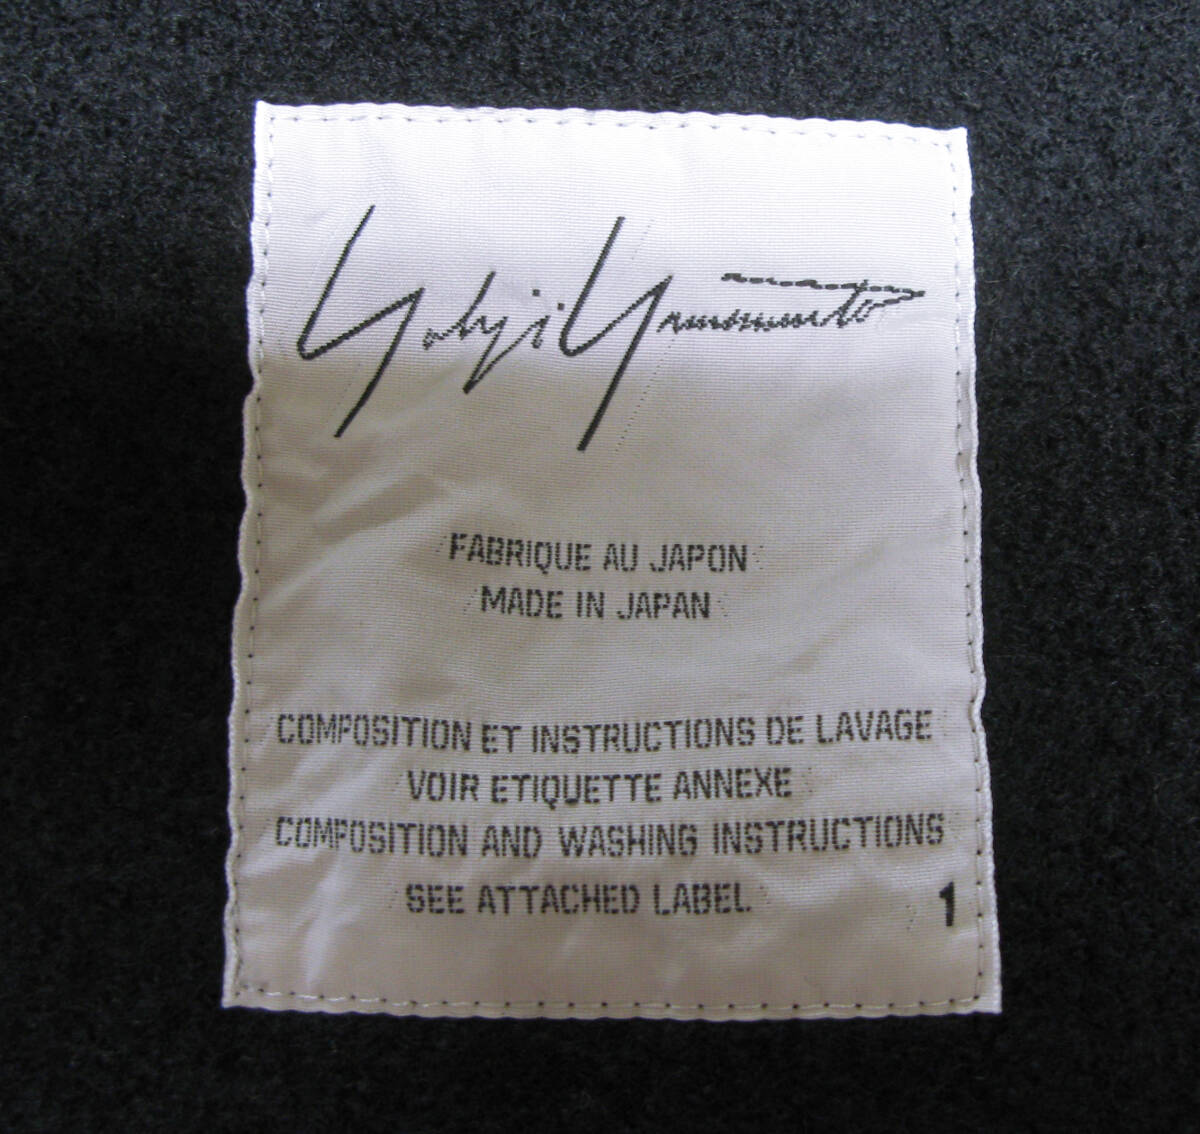 Yohji Yamamoto
FABRIQUE AU JAPON
MADE IN JAPAN
COMPOSITION ET INSTRUCTIONS DE LAVAGE
VOIR ETIQUETTE ANNEXE
COMPOSITION AND WASHING INSTRUCTIONS
SEE ATTACHED LABEL
1